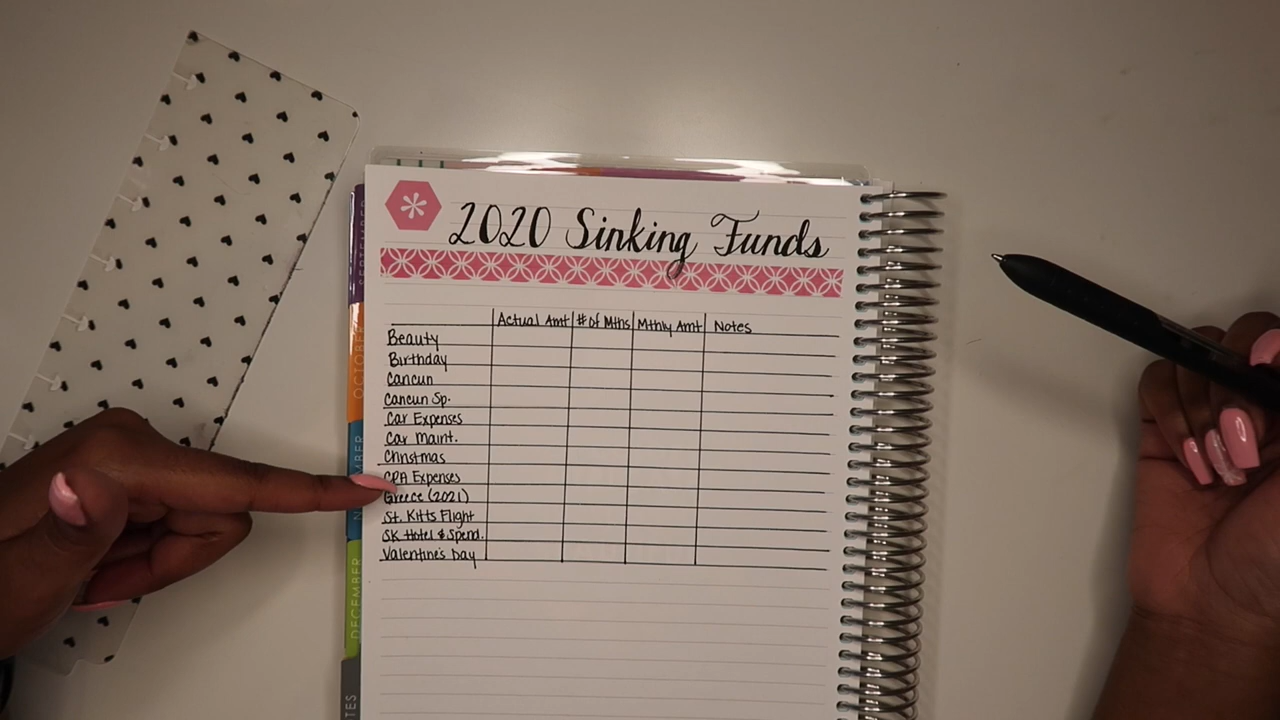 2020 Sinking Funds
Actual Amt # of Mths Mthly Amt Notes
Beauty
Birthday
Cancun
Cancun Sp.
Car Expenses
Car Maint.
Christmas
CPA Expenses
Greece (2021)
St. Kitts Flight
SK Hotel & Spend.
Valentine's Day
SEPTEMBER
OCTOBER
NOVEMBER
DECEMBER